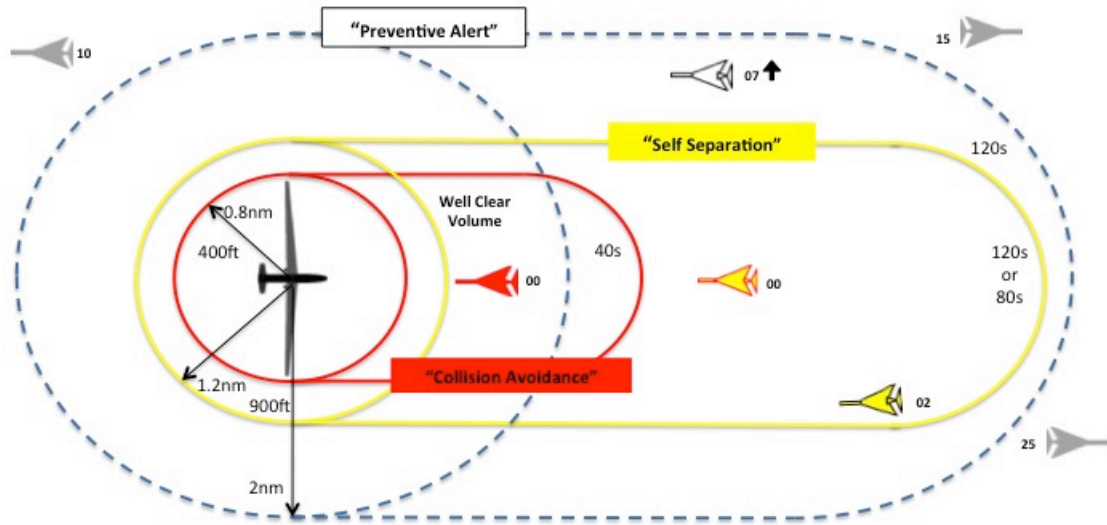 “Preventive Alert”
10
15
07
“Self Separation”
120s
Well Clear
Volume
0.8nm
400ft
40s
00
00
120s
or
80s
“Collision Avoidance”
1.2nm
900ft
02
25
2nm